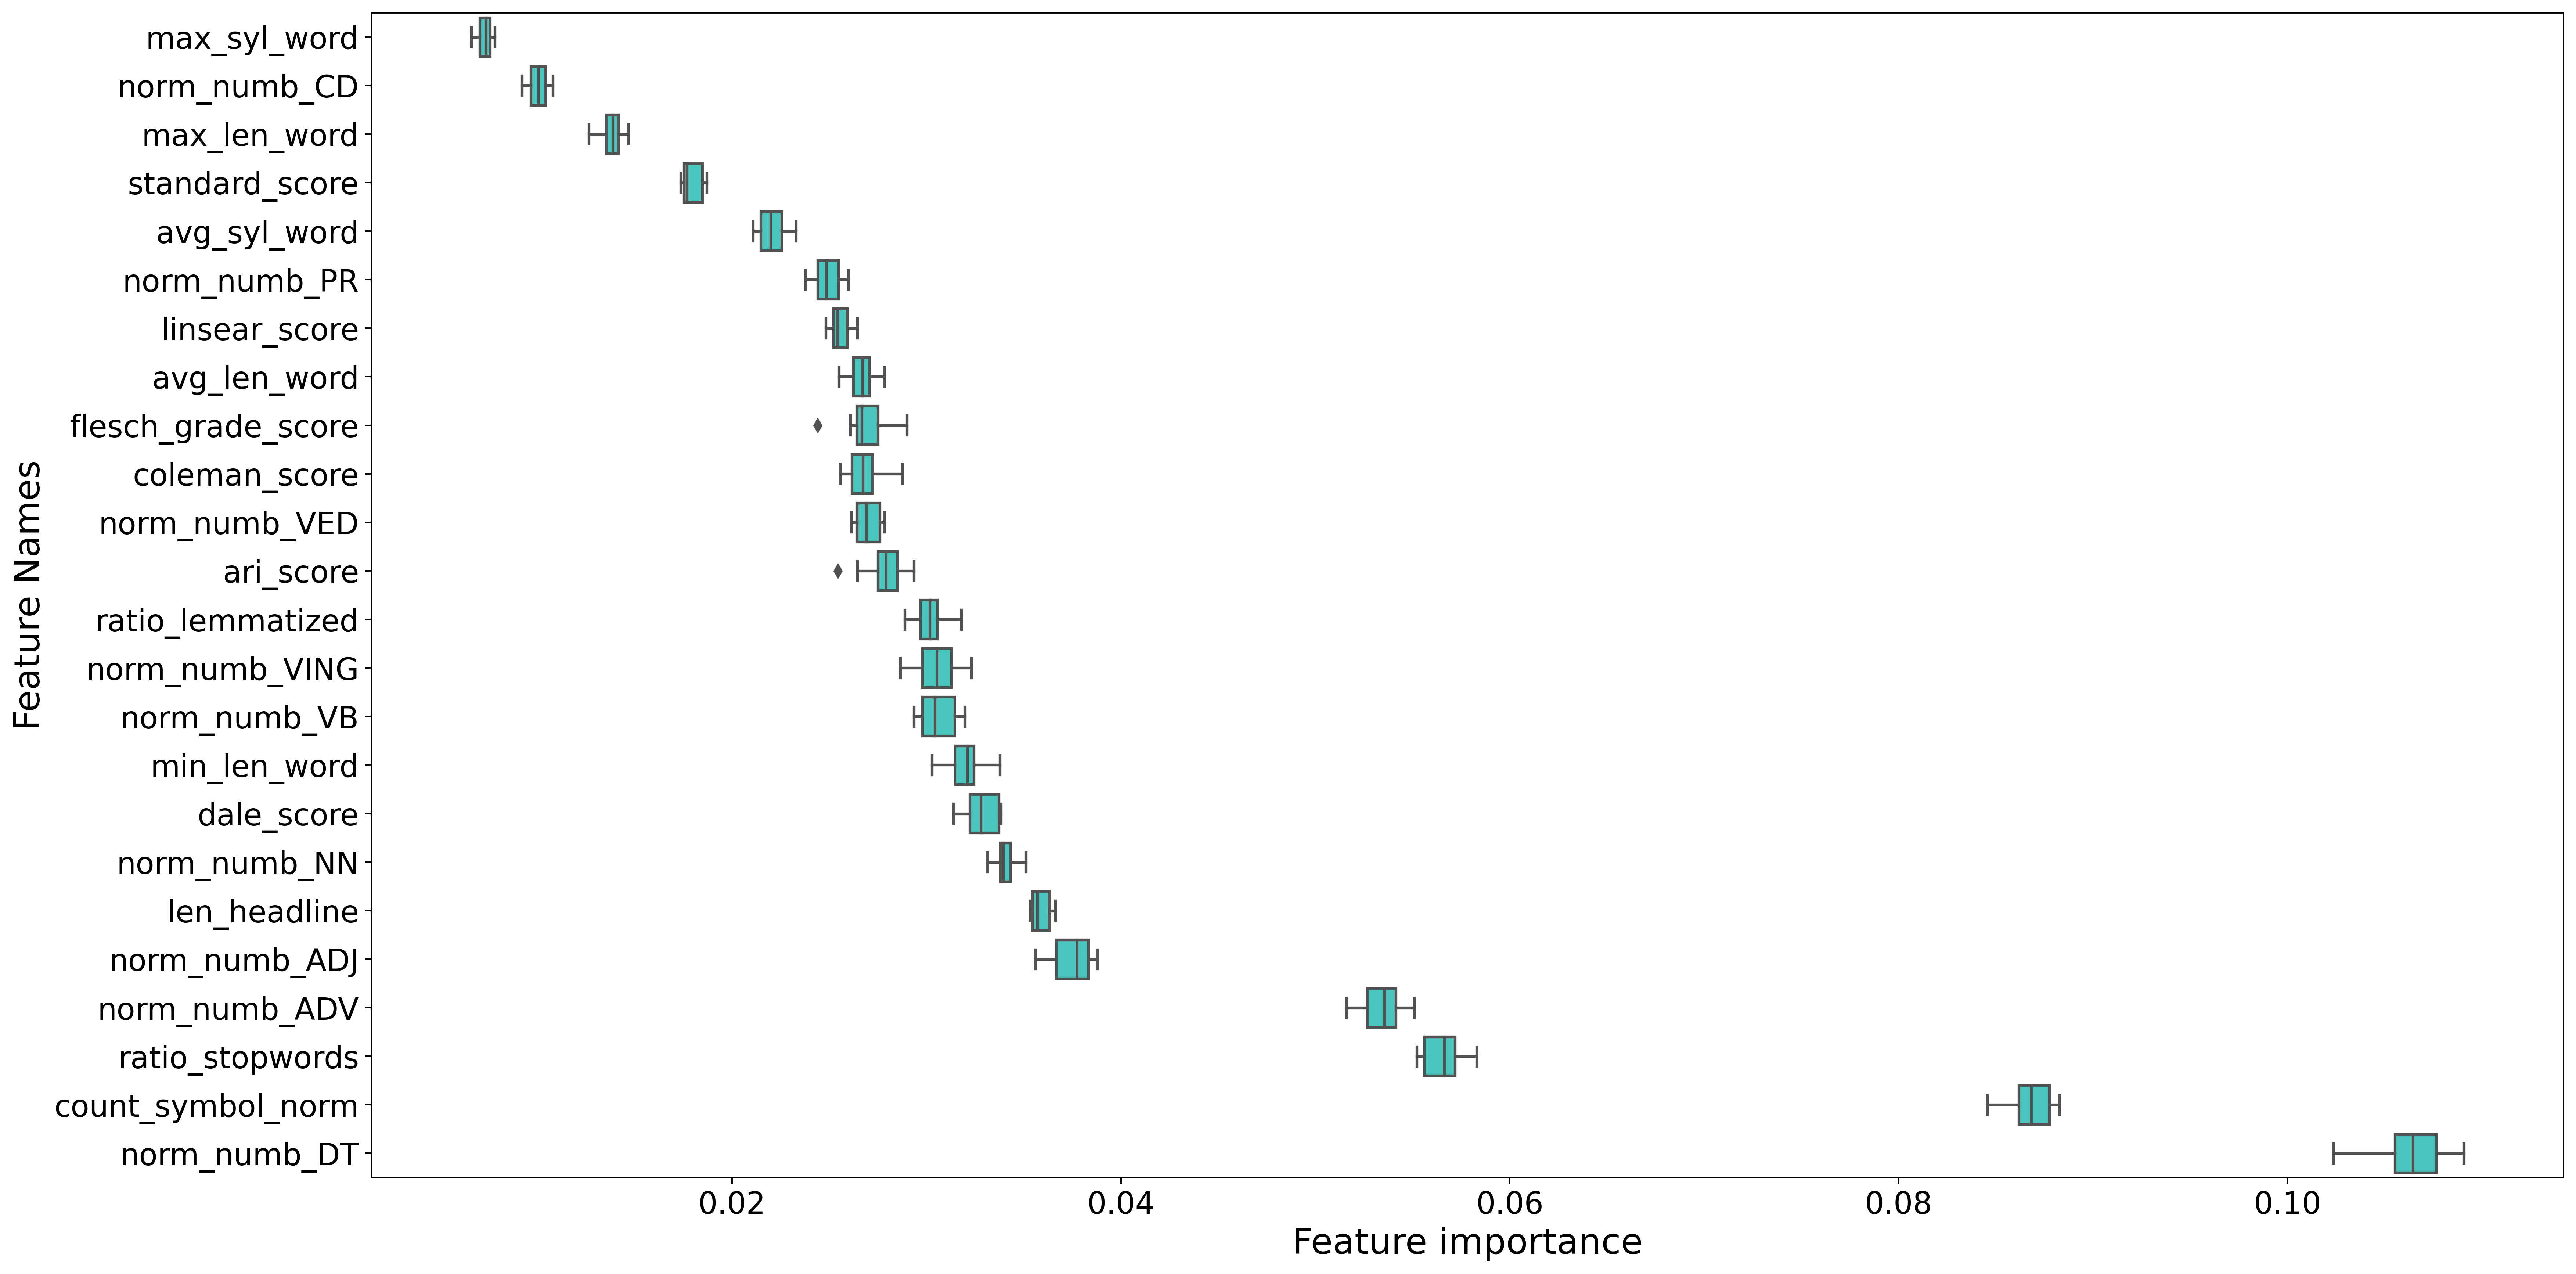 Feature Names
max_syl_word
norm_numb_CD
max_len_word
standard_score
avg_syl_word
norm_numb_PR
linsear_score
avg_len_word
flesch_grade_score
coleman_score
norm_numb_VED
ari_score
ratio_lemmatized
norm_numb_VING
norm_numb_VB
min_len_word
dale_score
norm_numb_NN
len_headline
norm_numb_ADJ
norm_numb_ADV
ratio_stopwords
count_symbol_norm
norm_numb_DT
0.02 0.04 0.06 0.08 0.10
Feature importance